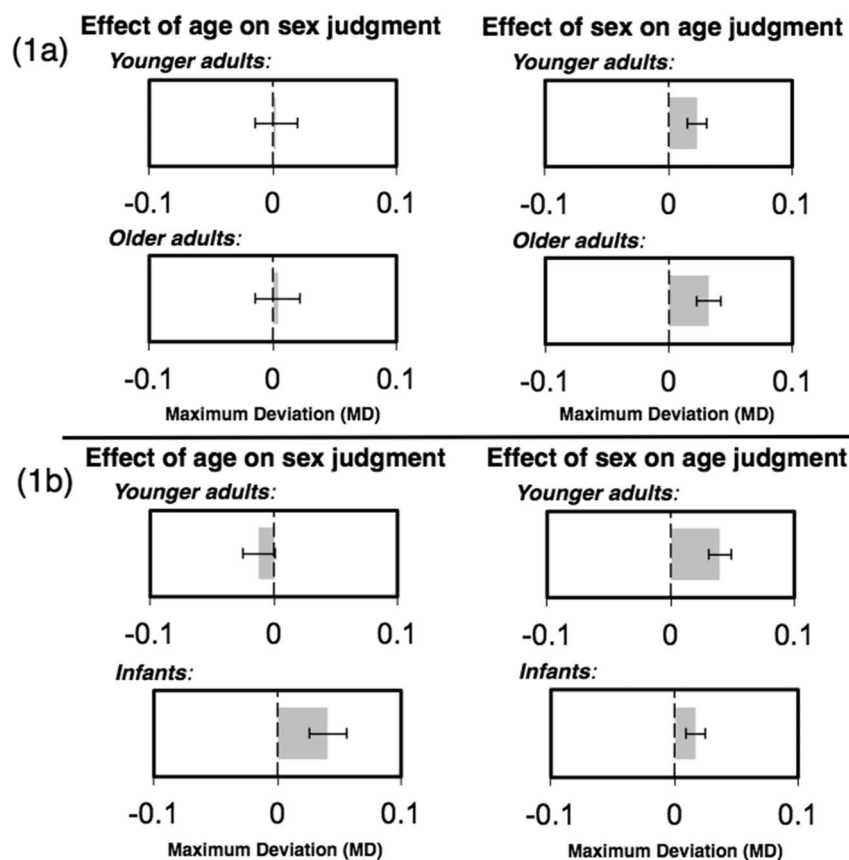 (1a)
Effect of age on sex judgment
Younger adults:
-0.1 0 0.1
Older adults:
-0.1 0 0.1
Maximum Deviation (MD)
Effect of sex on age judgment
Younger adults:
-0.1 0 0.1
Older adults:
-0.1 0 0.1
Maximum Deviation (MD)
(1b)
Effect of age on sex judgment
Younger adults:
-0.1 0 0.1
Infants:
-0.1 0 0.1
Maximum Deviation (MD)
Effect of sex on age judgment
Younger adults:
-0.1 0 0.1
Infants:
-0.1 0 0.1
Maximum Deviation (MD)